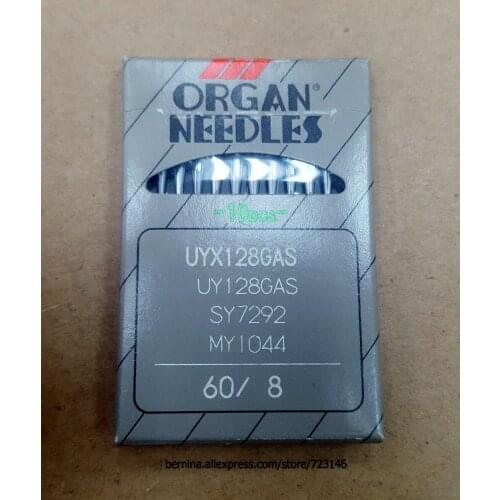 ORGAN®
NEEDLES
-10pcs-
UYX128GAS
UY128GAS
SY7292
MY1044
60/ 8
bernina.aliexpress.com/store/723146